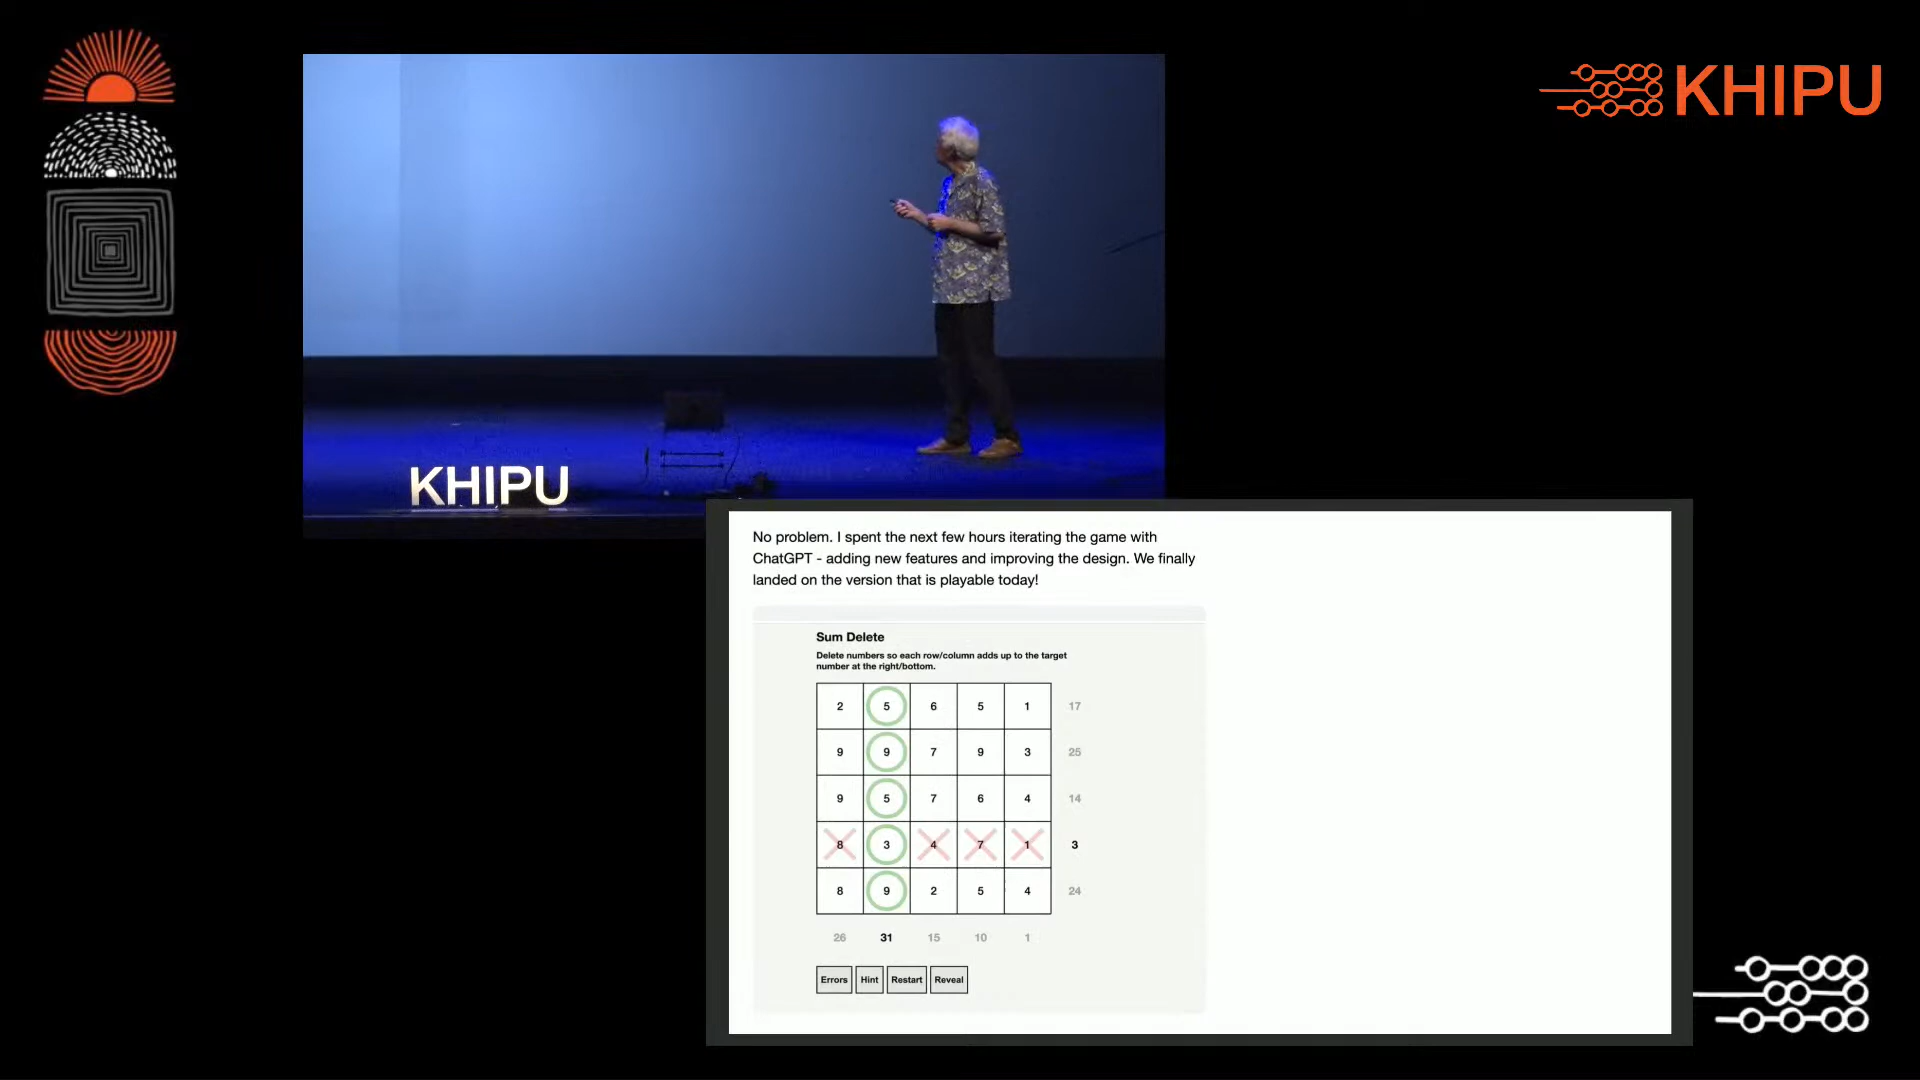 KHIPU
KHIPU
No problem. I spent the next few hours iterating the game with
ChatGPT - adding new features and improving the design. We finally
landed on the version that is playable today!
Sum Delete
Delete numbers so each row/column adds up to the target
number at the right/bottom.
2 5 6 5 1 17
9 9 7 9 3 25
9 5 7 6 4 14
8 3 4 7 1 3
8 9 2 5 4 24
26 31 15 10 1
Errors Hint Restart Reveal